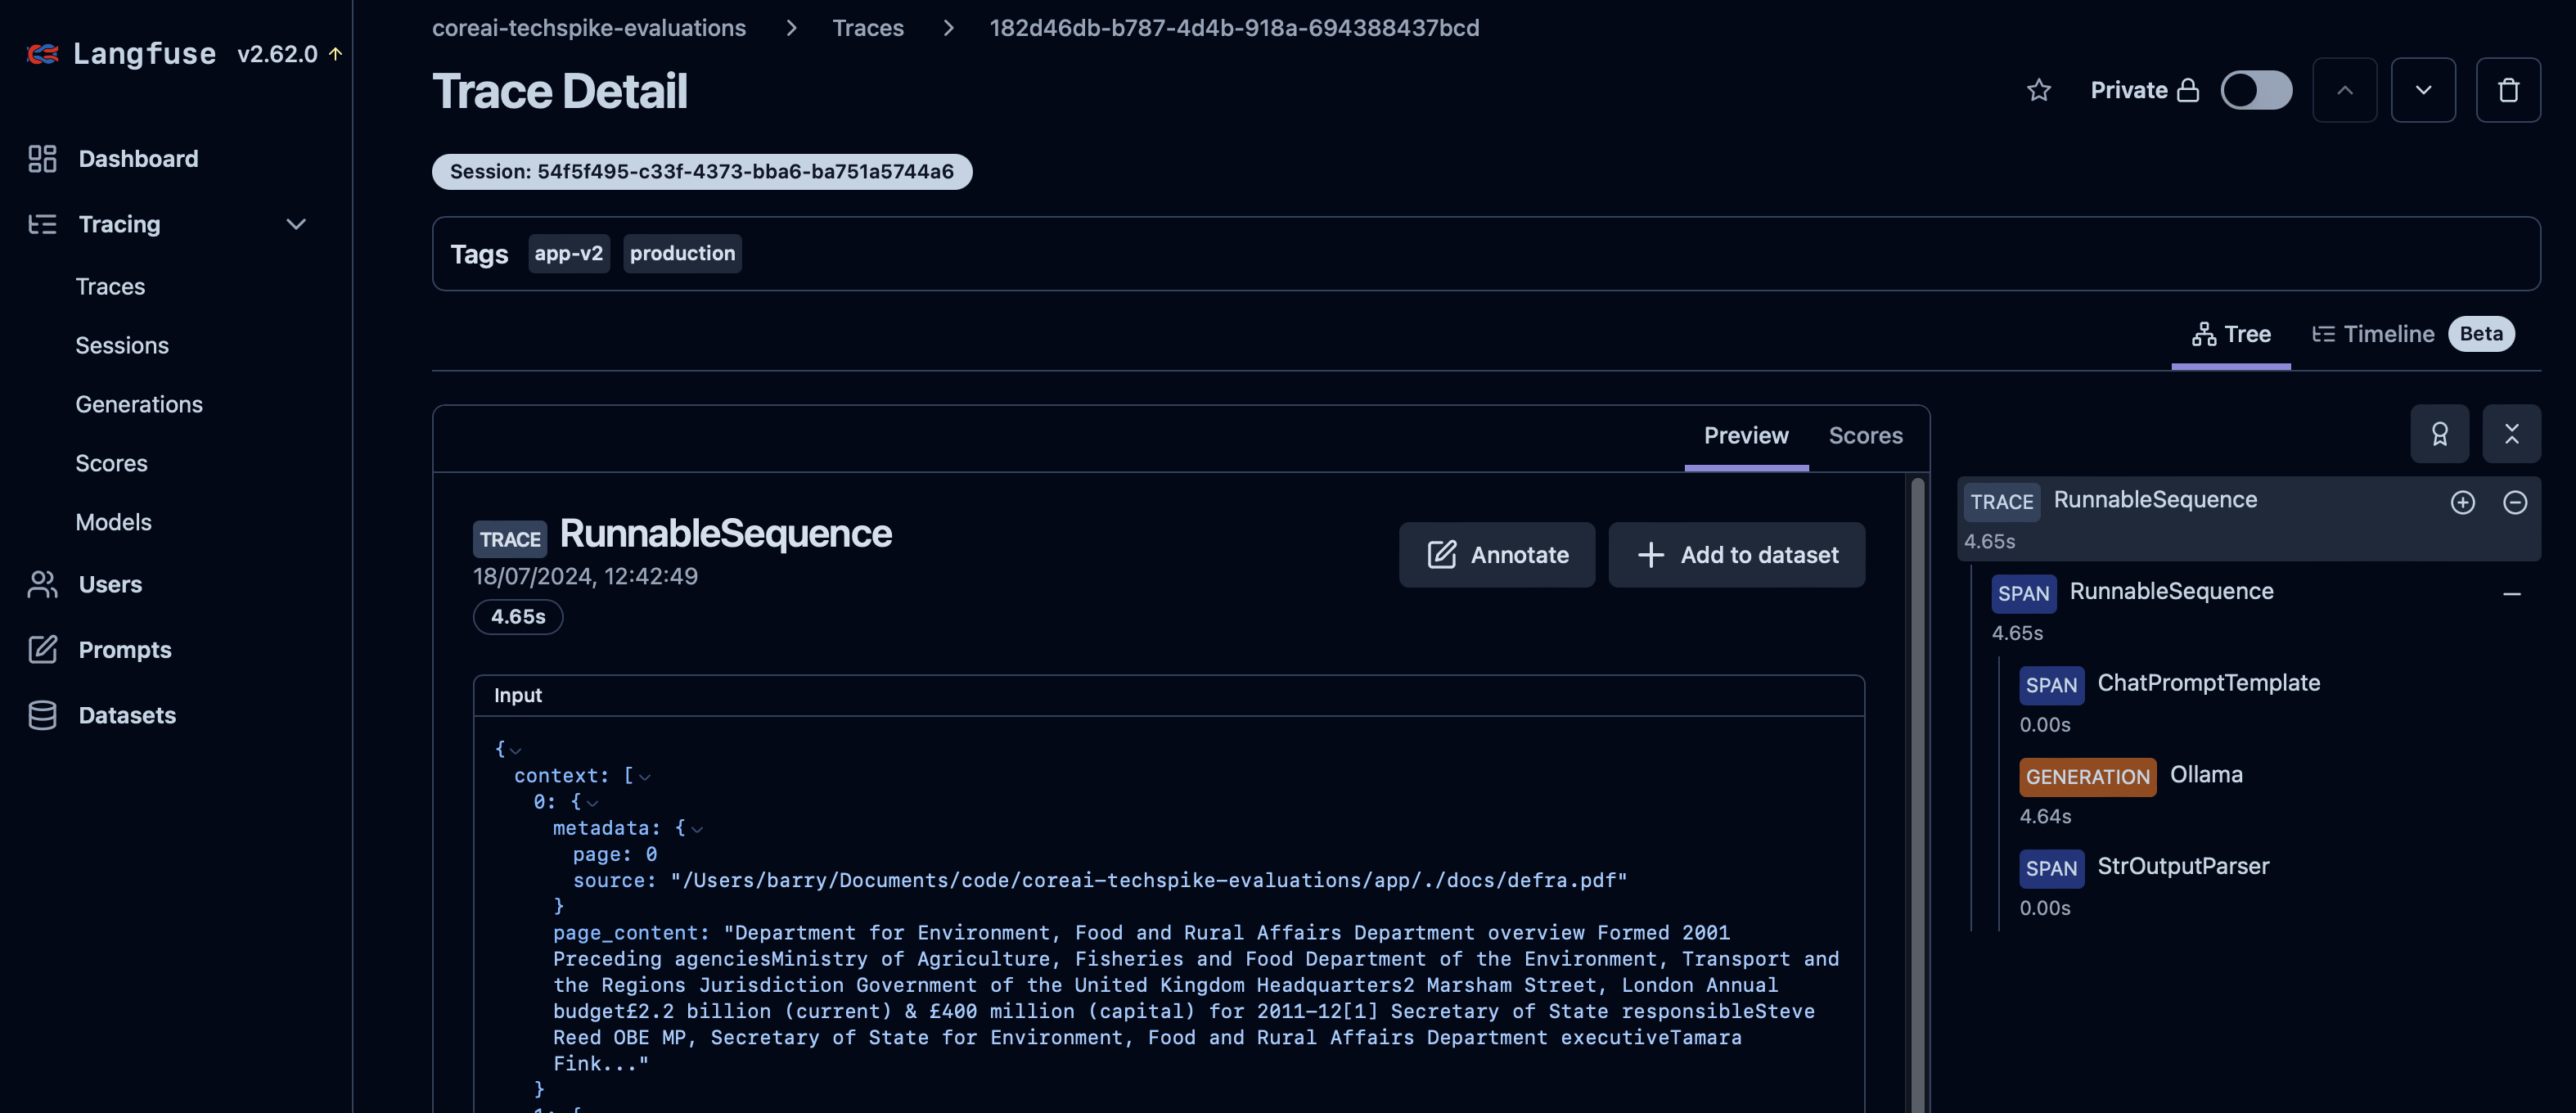 Langfuse v2.62.0
Dashboard
Tracing
Traces
Sessions
Generations
Scores
Models
Users
Prompts
Datasets
coreai-techspike-evaluations > Traces > 182d46db-b787-4d4b-918a-694388437bcd
Trace Detail
Private
Session: 54f5f495-c33f-4373-bba6-ba751a5744a6
Tags app-v2 production
Tree Timeline Beta
Preview Scores
TRACE RunnableSequence
18/07/2024, 12:42:49
4.65s
Annotate
Add to dataset
Input
{
context: [
0: {
metadata: {
page: 0
source: "/Users/barry/Documents/code/coreai-techspike-evaluations/app/./docs/defra.pdf"
}
page_content: "Department for Environment, Food and Rural Affairs Department overview Formed 2001
Preceding agenciesMinistry of Agriculture, Fisheries and Food Department of the Environment, Transport and
the Regions Jurisdiction Government of the United Kingdom Headquarters2 Marsham Street, London Annual
budget£2.2 billion (current) & £400 million (capital) for 2011-12[1] Secretary of State responsibleSteve
Reed OBE MP, Secretary of State for Environment, Food and Rural Affairs Department executiveTamara
Fink..."
}
TRACE RunnableSequence
4.65s
SPAN RunnableSequence
4.65s
SPAN ChatPromptTemplate
0.00s
GENERATION Ollama
4.64s
SPAN StrOutputParser
0.00s